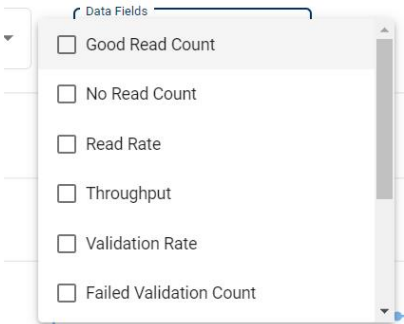 Data Fields
Good Read Count
No Read Count
Read Rate
Throughput
Validation Rate
Failed Validation Count